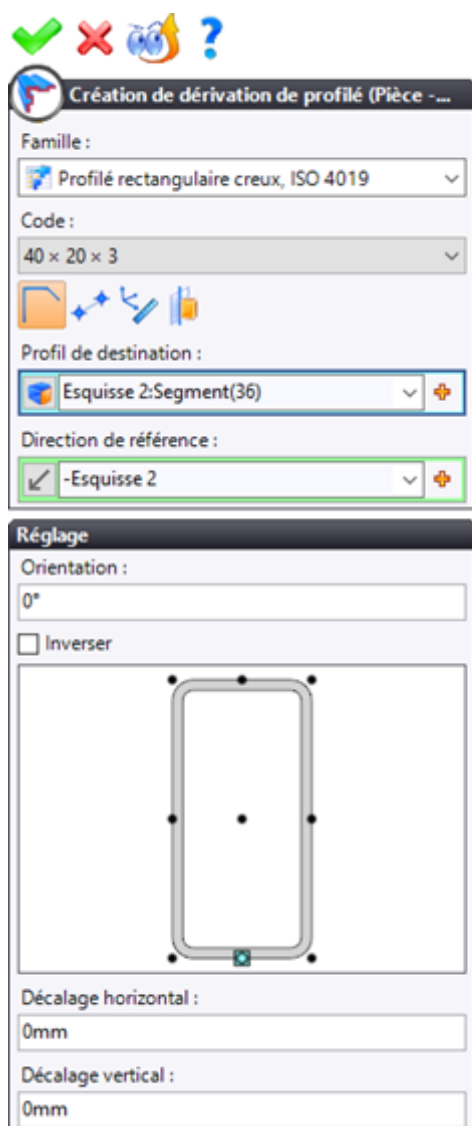 Création de dérivation de profilé (Pièce -...
Famille :
Profilé rectangulaire creux, ISO 4019
Code :
40 × 20 × 3
Profil de destination :
Esquisse 2:Segment(36)
Direction de référence :
-Esquisse 2
Réglage
Orientation :
0°
Inverser
Décalage horizontal :
0mm
Décalage vertical :
0mm